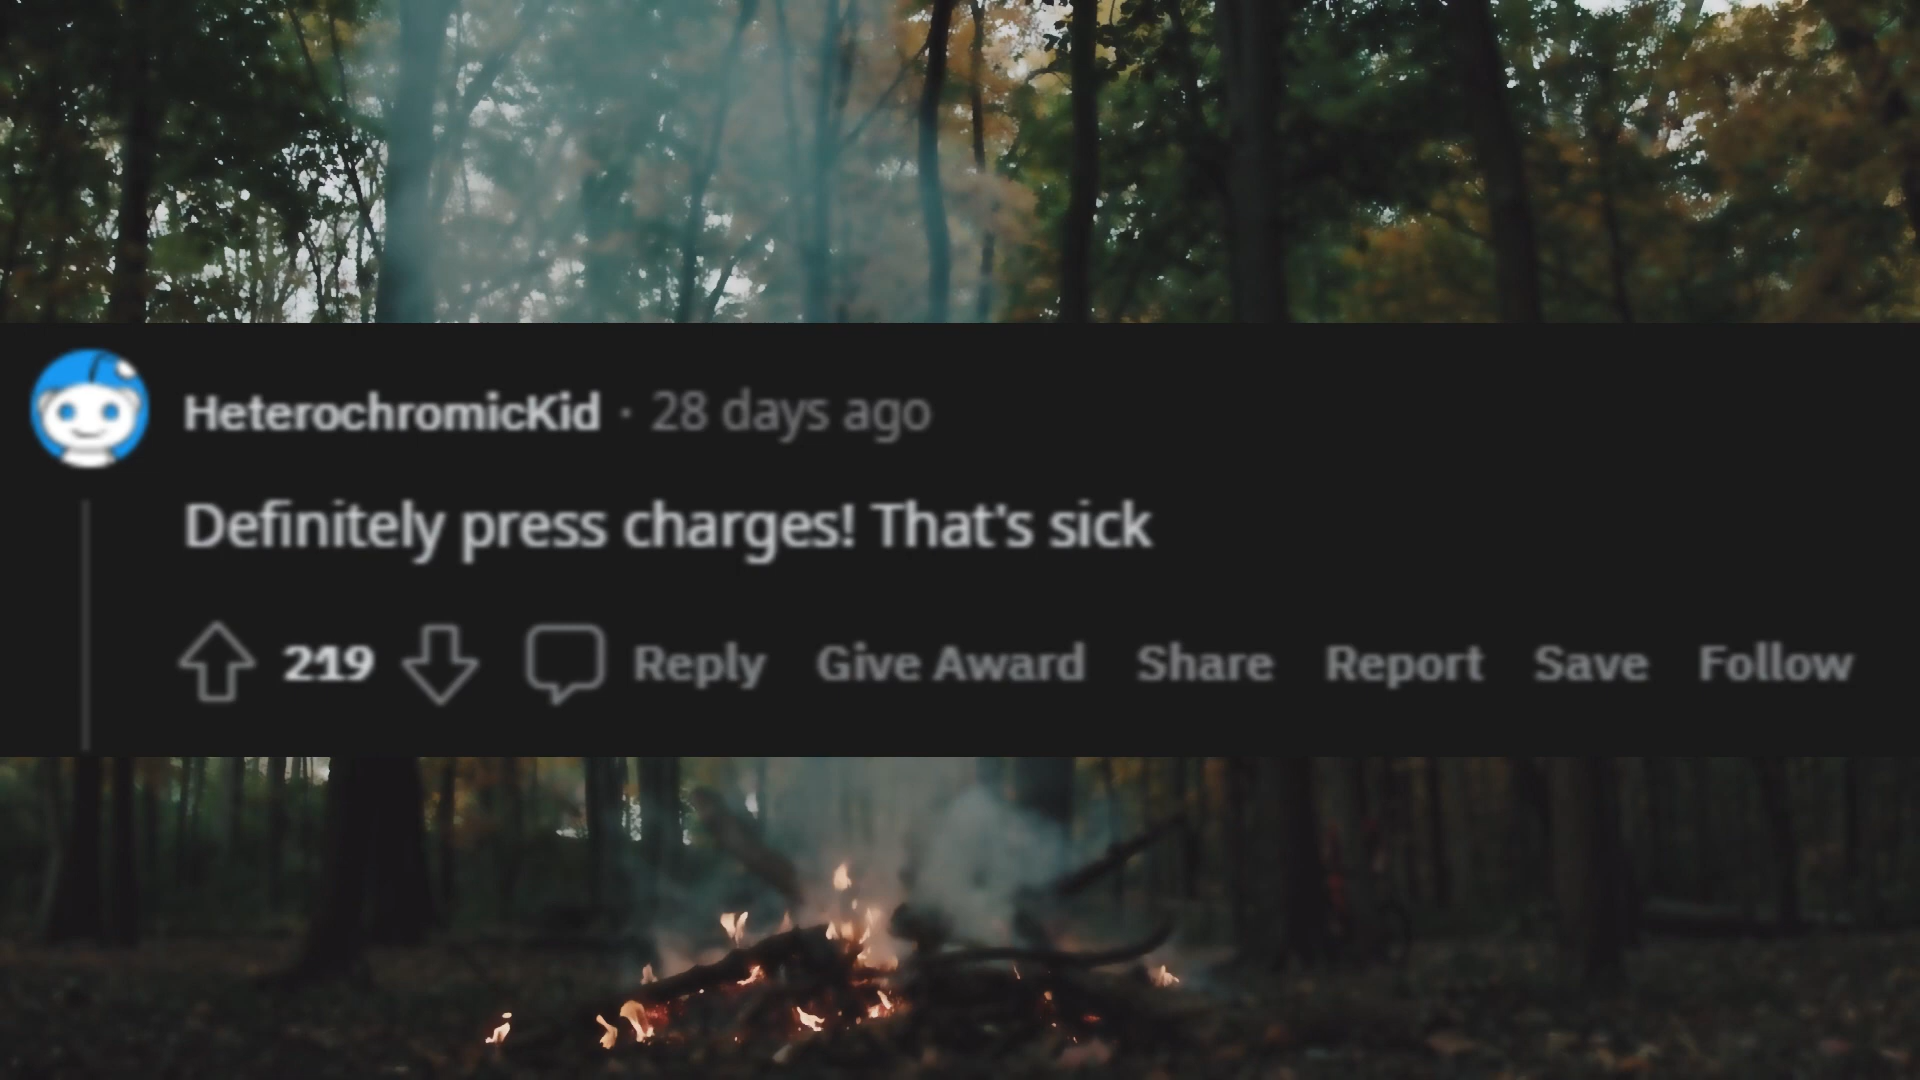 HeterochromicKid · 28 days ago
Definitely press charges! That's sick
219 Reply Give Award Share Report Save Follow